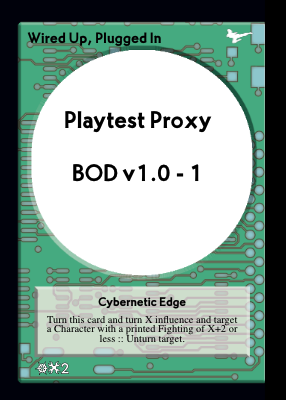 Wired Up, Plugged In
Playtest Proxy
BOD v1.0 - 1
Cybernetic Edge
Turn this card and turn X influence and target
a Character with a printed Fighting of X+2 or
less :: Unturn target.
2